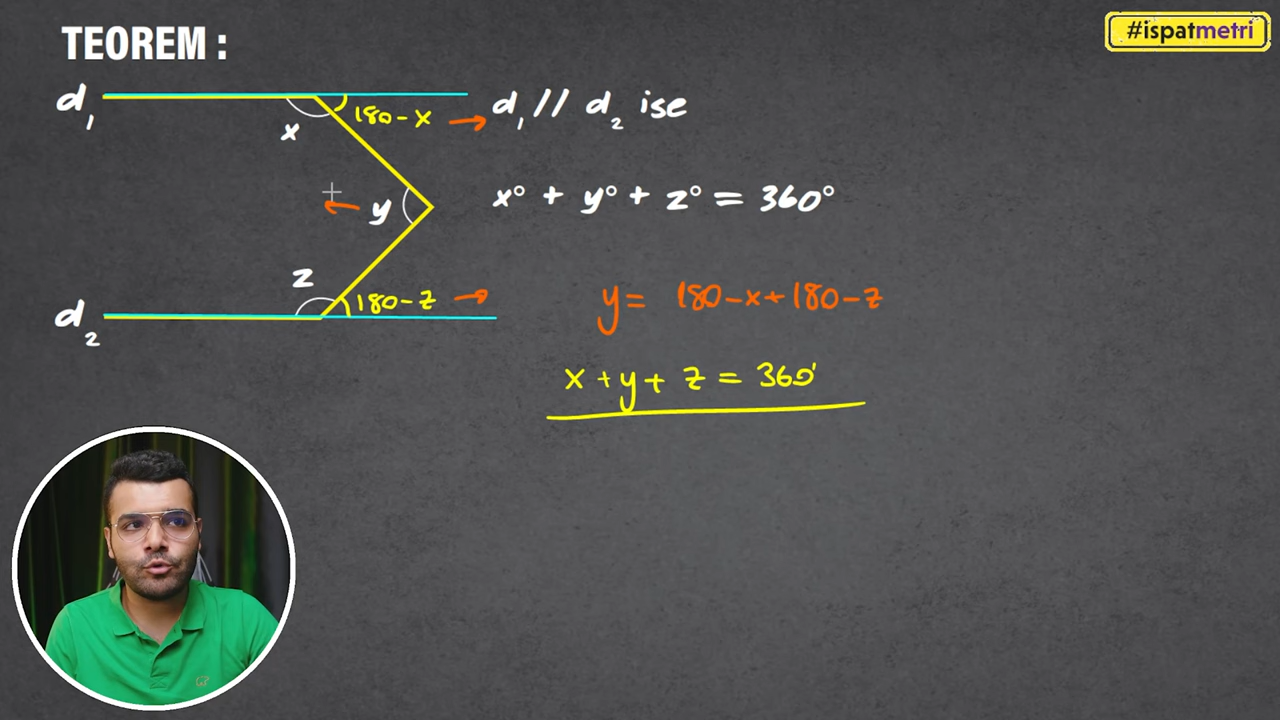 TEOREM :
#ispatmetri
d₁
180-x
d₁ // d₂ ise
x
x° + y° + z° = 360°
y
z
180-z
y = 180-x+180-z
d₂
x + y + z = 360°